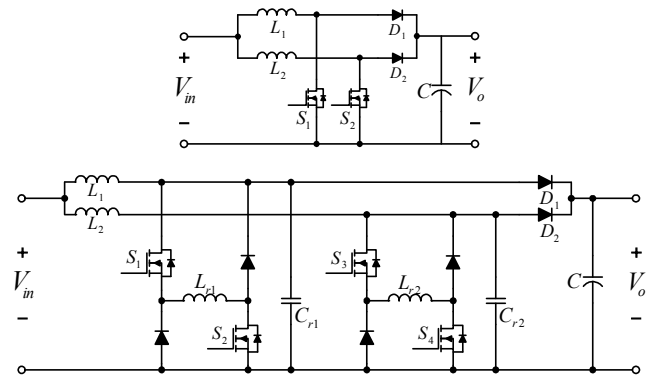 L1 D1
L2 D2
+ +
Vin S1 S2 C Vo
− −
L1 D1
L2 D2
S1 S3
+ Lr1 Lr2 +
Vin Cr1 Cr2 C Vo
− S2 S4 −